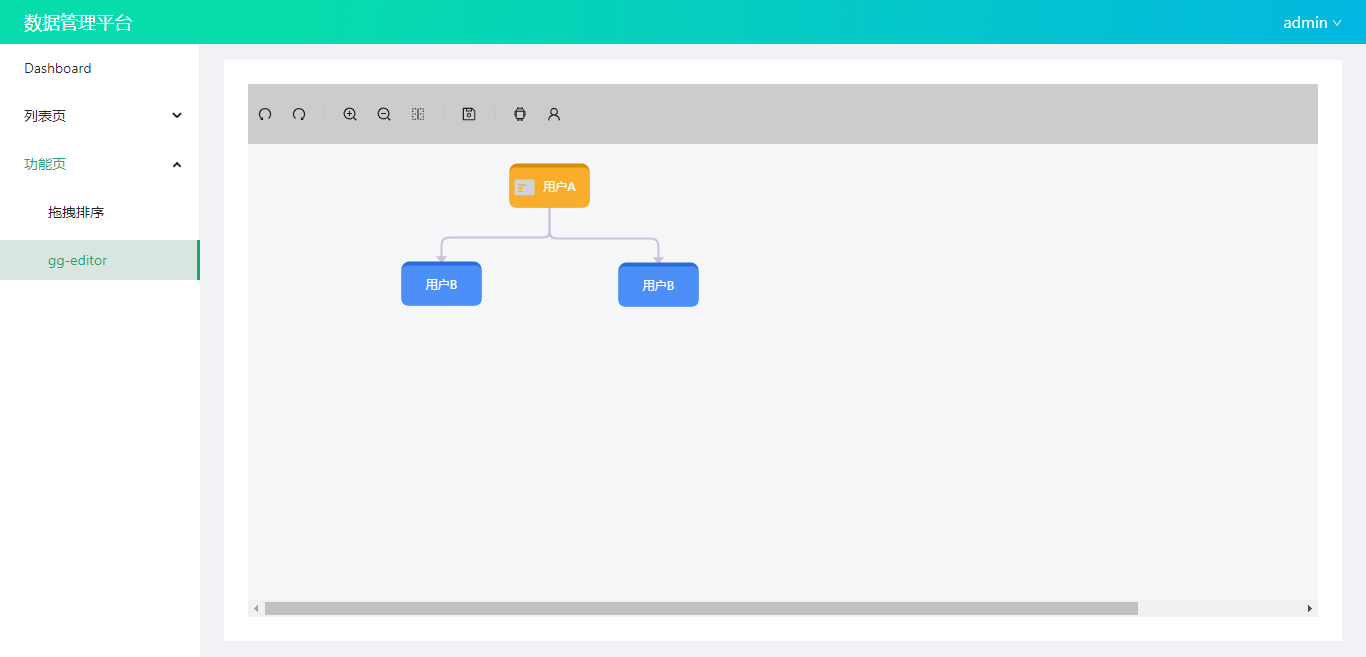 数据管理平台
admin
Dashboard
列表页
功能页
拖拽排序
gg-editor
用户A
用户B
用户B